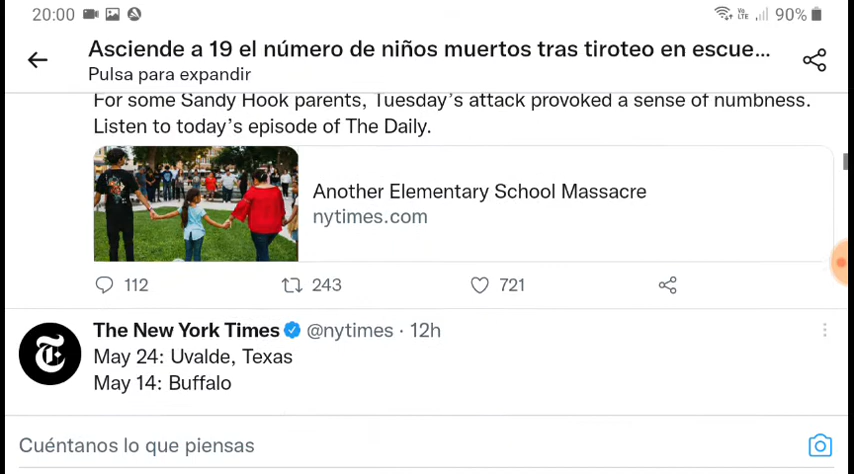 20:00 Vo LTE 90%
Asciende a 19 el número de niños muertos tras tiroteo en escue...
Pulsa para expandir
For some Sandy Hook parents, Tuesday's attack provoked a sense of numbness.
Listen to today's episode of The Daily.
Another Elementary School Massacre
nytimes.com
112 243 721
The New York Times @nytimes · 12h
May 24: Uvalde, Texas
May 14: Buffalo
Cuéntanos lo que piensas